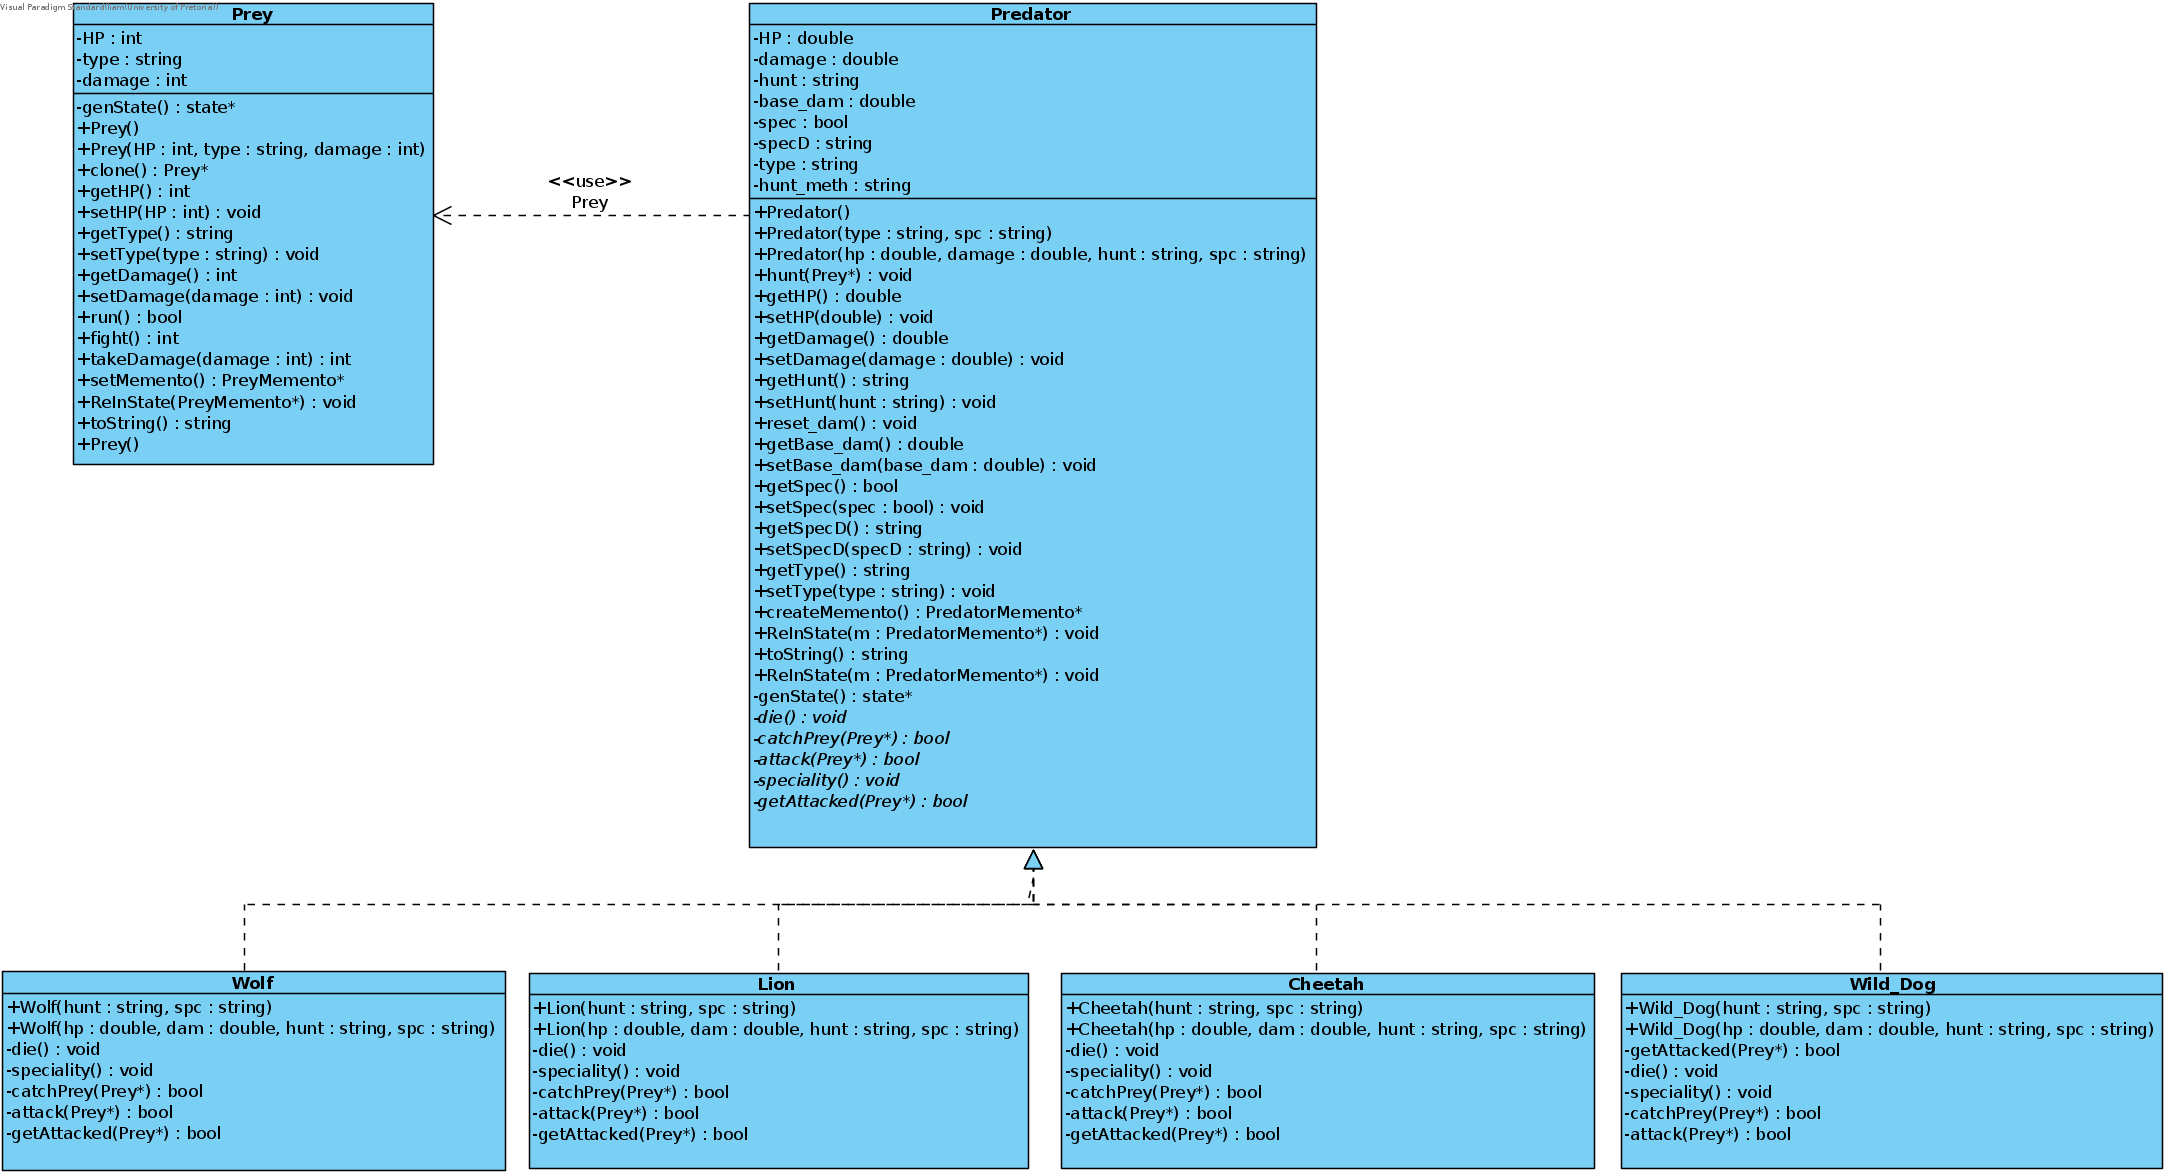 Visual Paradigm Standard(liam(University of Pretoria))
Prey
-HP : int
-type : string
-damage : int
-genState() : state*
+Prey()
+Prey(HP : int, type : string, damage : int)
+clone() : Prey*
+getHP() : int
+setHP(HP : int) : void
+getType() : string
+setType(type : string) : void
+getDamage() : int
+setDamage(damage : int) : void
+run() : bool
+fight() : int
+takeDamage(damage : int) : int
+setMemento() : PreyMemento*
+ReInState(PreyMemento*) : void
+toString() : string
+Prey()
<<use>>
Prey
Predator
-HP : double
-damage : double
-hunt : string
-base_dam : double
-spec : bool
-specD : string
-type : string
-hunt_meth : string
+Predator()
+Predator(type : string, spc : string)
+Predator(hp : double, damage : double, hunt : string, spc : string)
+hunt(Prey*) : void
+getHP() : double
+setHP(double) : void
+getDamage() : double
+setDamage(damage : double) : void
+getHunt() : string
+setHunt(hunt : string) : void
+reset_dam() : void
+getBase_dam() : double
+setBase_dam(base_dam : double) : void
+getSpec() : bool
+setSpec(spec : bool) : void
+getSpecD() : string
+setSpecD(specD : string) : void
+getType() : string
+setType(type : string) : void
+createMemento() : PredatorMemento*
+ReInState(m : PredatorMemento*) : void
+toString() : string
+ReInState(m : PredatorMemento*) : void
-genState() : state*
-die() : void
-catchPrey(Prey*) : bool
-attack(Prey*) : bool
-speciality() : void
-getAttacked(Prey*) : bool
Wolf
+Wolf(hunt : string, spc : string)
+Wolf(hp : double, dam : double, hunt : string, spc : string)
-die() : void
-speciality() : void
-catchPrey(Prey*) : bool
-attack(Prey*) : bool
-getAttacked(Prey*) : bool
Lion
+Lion(hunt : string, spc : string)
+Lion(hp : double, dam : double, hunt : string, spc : string)
-die() : void
-speciality() : void
-catchPrey(Prey*) : bool
-attack(Prey*) : bool
-getAttacked(Prey*) : bool
Cheetah
+Cheetah(hunt : string, spc : string)
+Cheetah(hp : double, dam : double, hunt : string, spc : string)
-die() : void
-speciality() : void
-catchPrey(Prey*) : bool
-attack(Prey*) : bool
-getAttacked(Prey*) : bool
Wild_Dog
+Wild_Dog(hunt : string, spc : string)
+Wild_Dog(hp : double, dam : double, hunt : string, spc : string)
-getAttacked(Prey*) : bool
-die() : void
-speciality() : void
-catchPrey(Prey*) : bool
-attack(Prey*) : bool